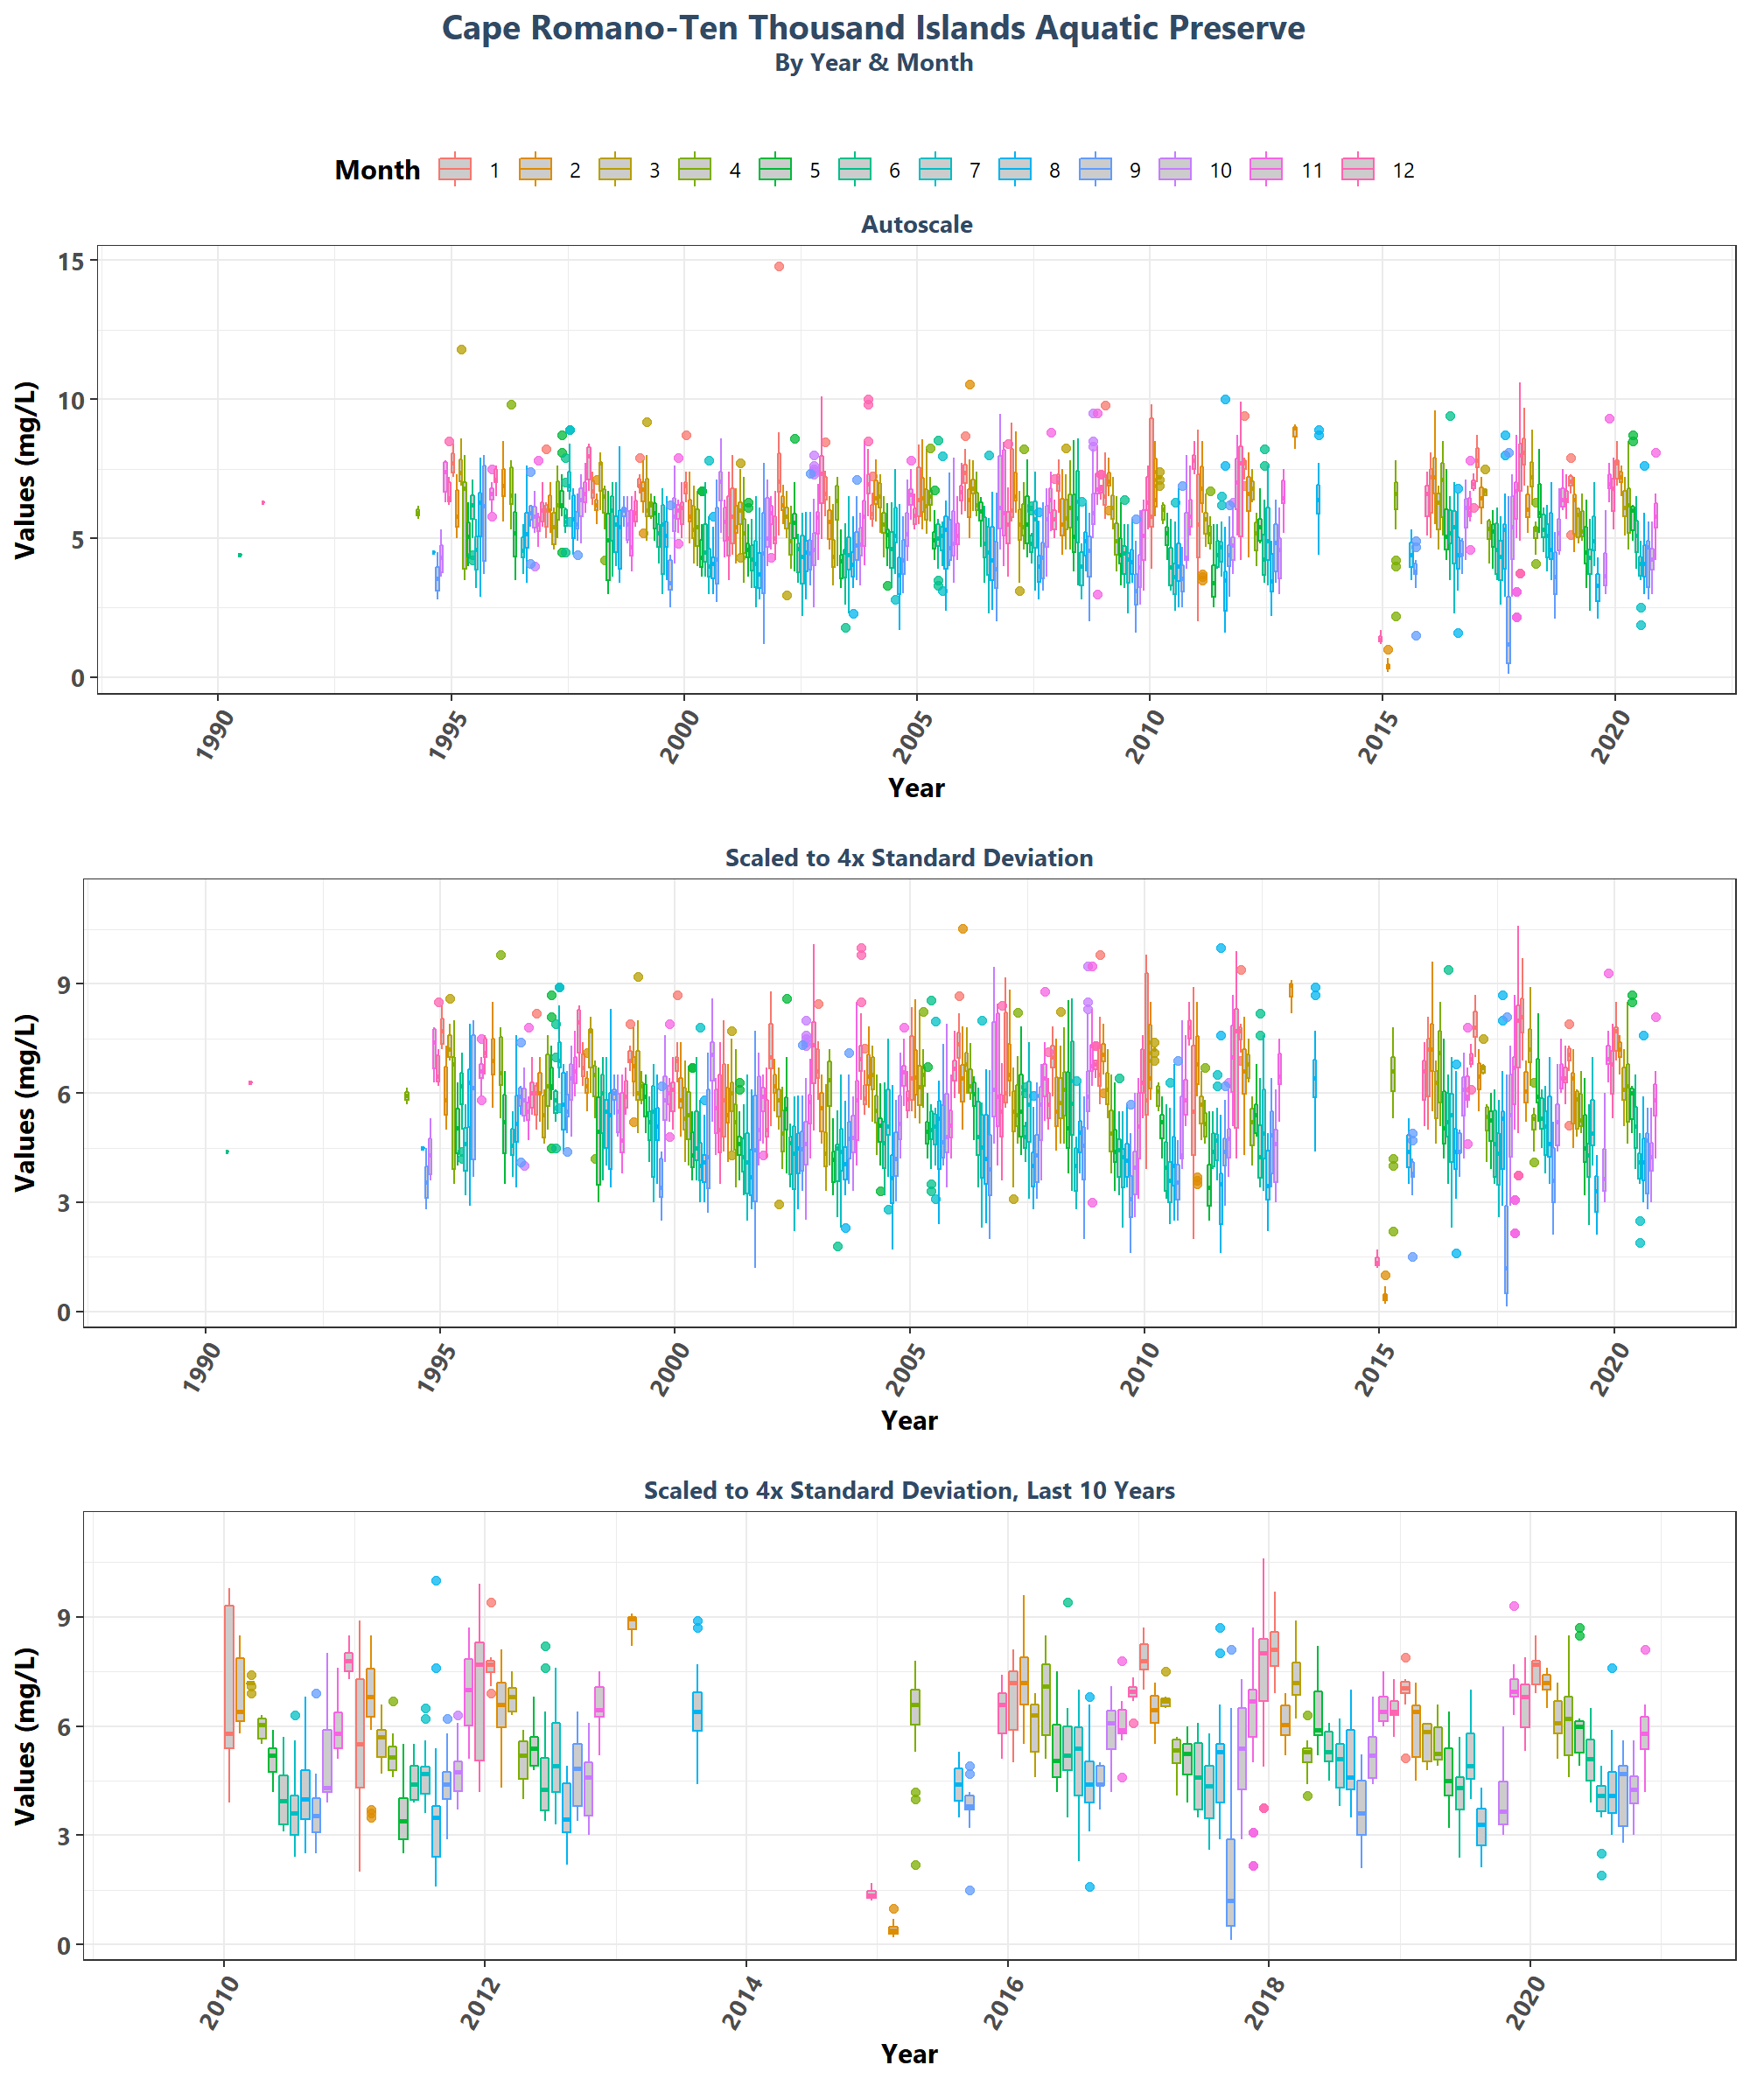 Cape Romano-Ten Thousand Islands Aquatic Preserve
By Year & Month
Month 1 2 3 4 5 6 7 8 9 10 11 12
Autoscale
Values (mg/L)
15
10
5
0
1990 1995 2000 2005 2010 2015 2020
Year
Scaled to 4x Standard Deviation
Values (mg/L)
9
6
3
0
1990 1995 2000 2005 2010 2015 2020
Year
Scaled to 4x Standard Deviation, Last 10 Years
Values (mg/L)
9
6
3
0
2010 2012 2014 2016 2018 2020
Year